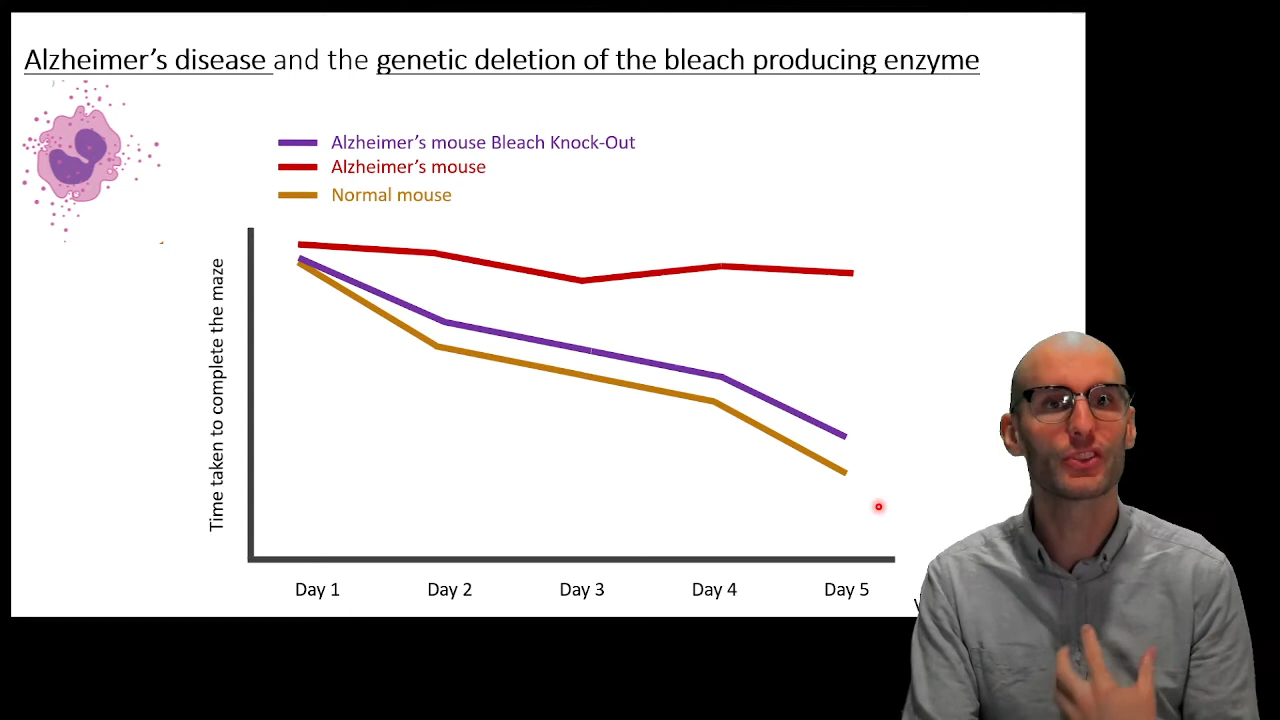 Alzheimer's disease and the genetic deletion of the bleach producing enzyme
Alzheimer's mouse Bleach Knock-Out
Alzheimer's mouse
Normal mouse
Time taken to complete the maze
Day 1 Day 2 Day 3 Day 4 Day 5